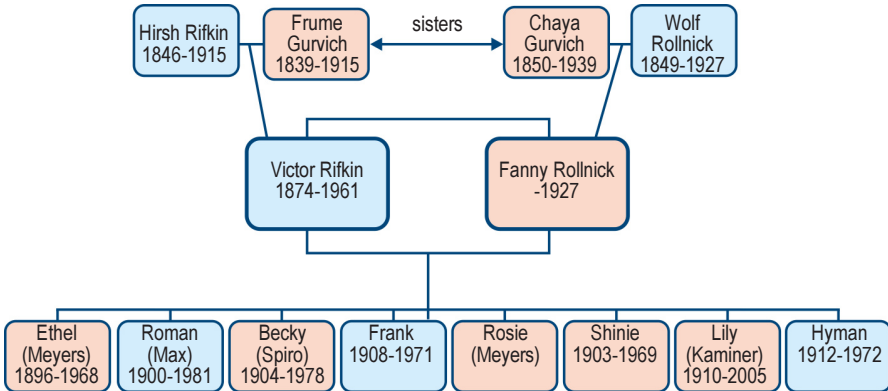 Hirsh Rifkin
1846-1915
Frume
Gurvich
1839-1915
sisters
Chaya
Gurvich
1850-1939
Wolf
Rollnick
1849-1927
Victor Rifkin
1874-1961
Fanny Rollnick
-1927
Ethel
(Meyers)
1896-1968
Roman
(Max)
1900-1981
Becky
(Spiro)
1904-1978
Frank
1908-1971
Rosie
(Meyers)
Shinie
1903-1969
Lily
(Kaminer)
1910-2005
Hyman
1912-1972